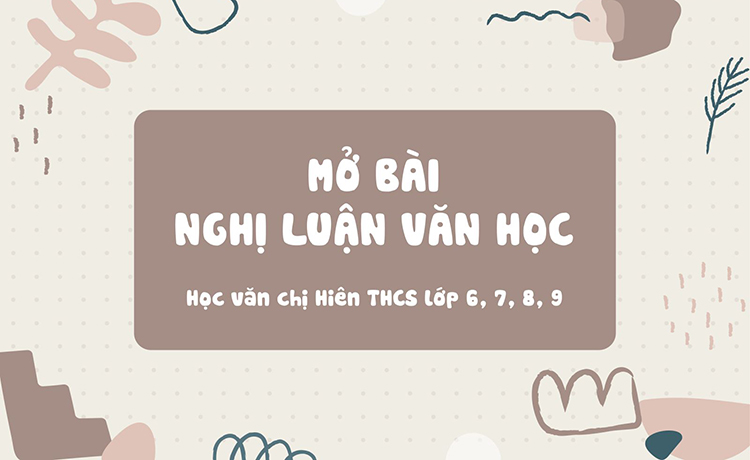 MỞ BÀI
NGHỊ LUẬN VĂN HỌC
Học văn chị Hiên THCS lớp 6, 7, 8, 9